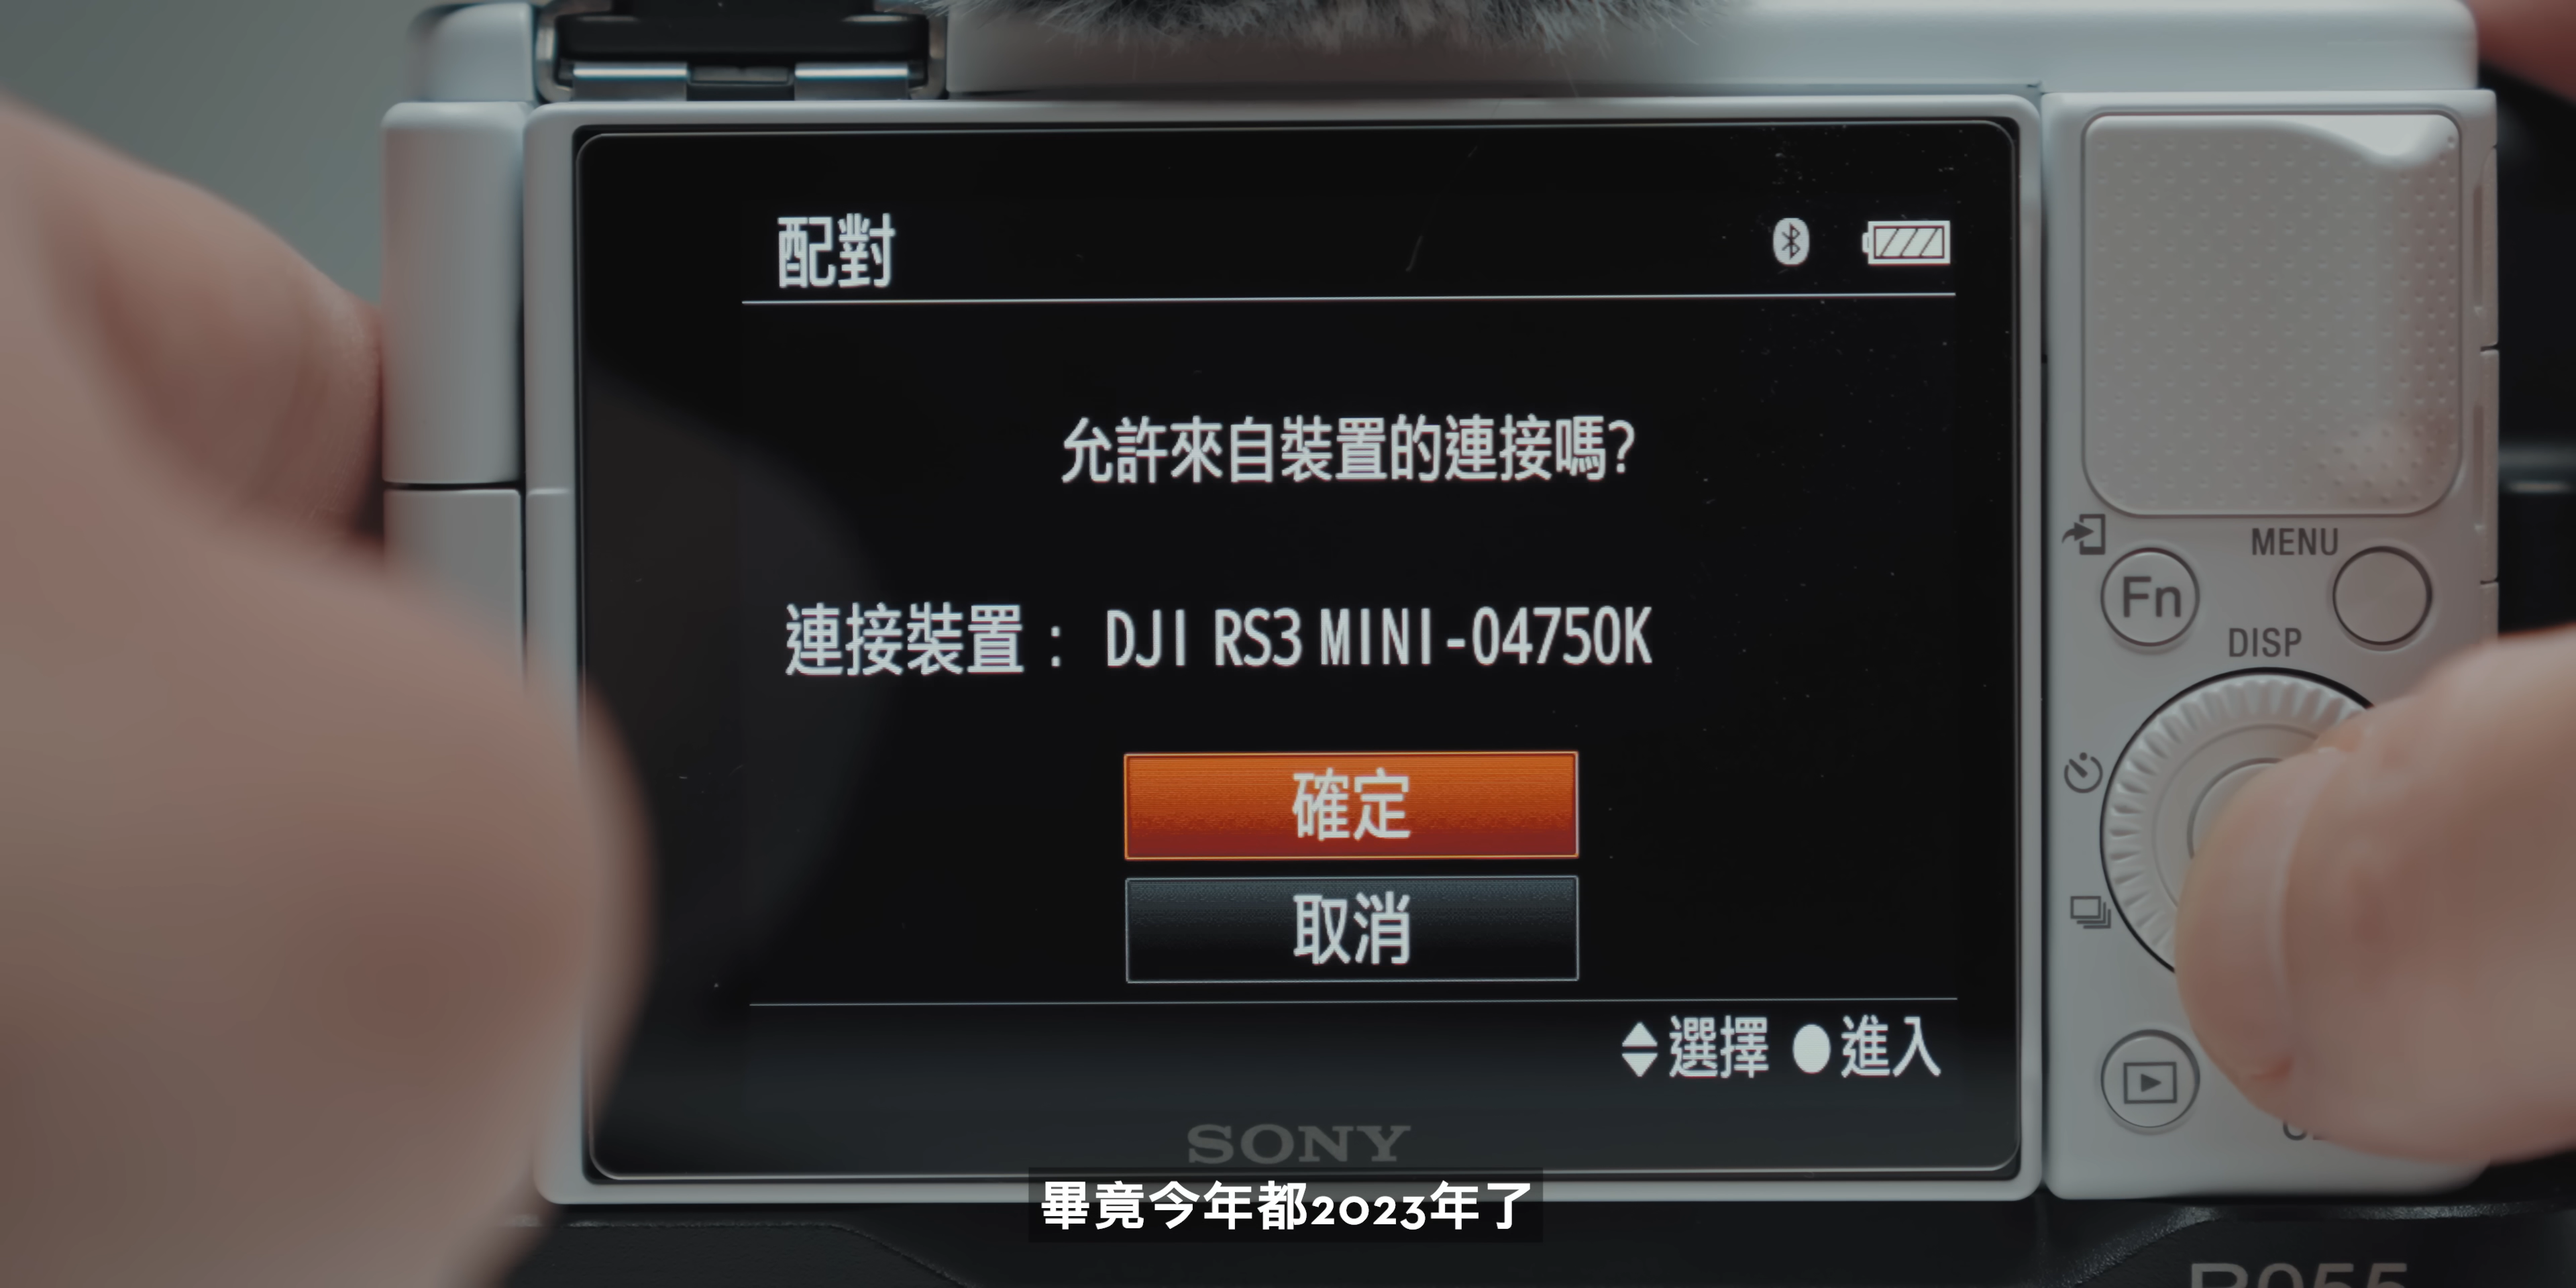 配對
允許來自裝置的連接嗎?
連接裝置： DJI RS3 MINI-04750K
確定
取消
選擇 進入
SONY
MENU
Fn
DISP
畢竟今年都2023年了